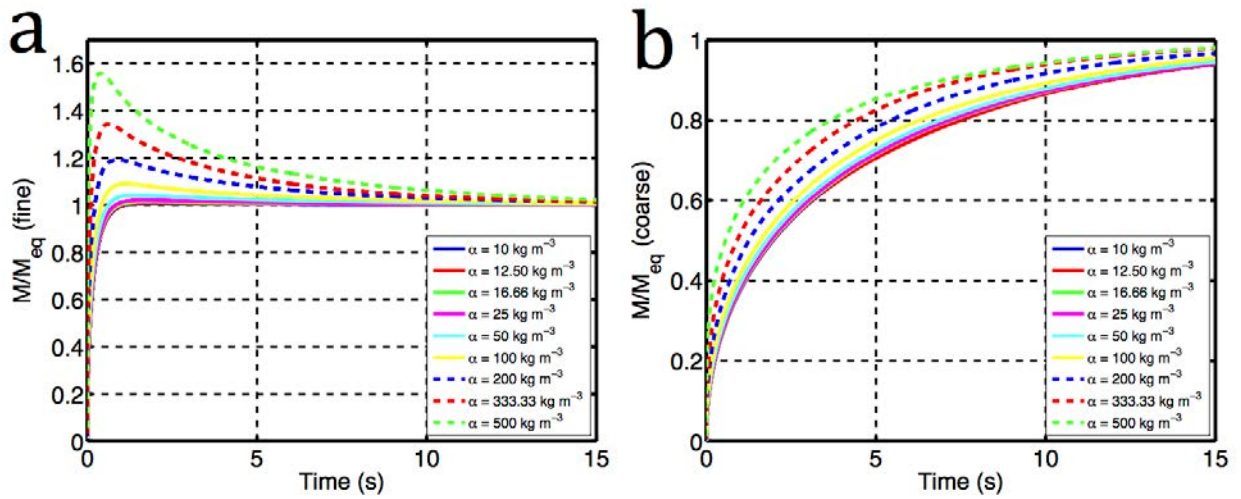 a
1.6
1.4
1.2
1
0.8
0.6
0.4
0.2
0
M/M_eq (fine)
0 5 10 15
Time (s)
α = 10 kg m⁻³
α = 12.50 kg m⁻³
α = 16.66 kg m⁻³
α = 25 kg m⁻³
α = 50 kg m⁻³
α = 100 kg m⁻³
α = 200 kg m⁻³
α = 333.33 kg m⁻³
α = 500 kg m⁻³
b
1
0.8
0.6
0.4
0.2
0
M/M_eq (coarse)
0 5 10 15
Time (s)
α = 10 kg m⁻³
α = 12.50 kg m⁻³
α = 16.66 kg m⁻³
α = 25 kg m⁻³
α = 50 kg m⁻³
α = 100 kg m⁻³
α = 200 kg m⁻³
α = 333.33 kg m⁻³
α = 500 kg m⁻³